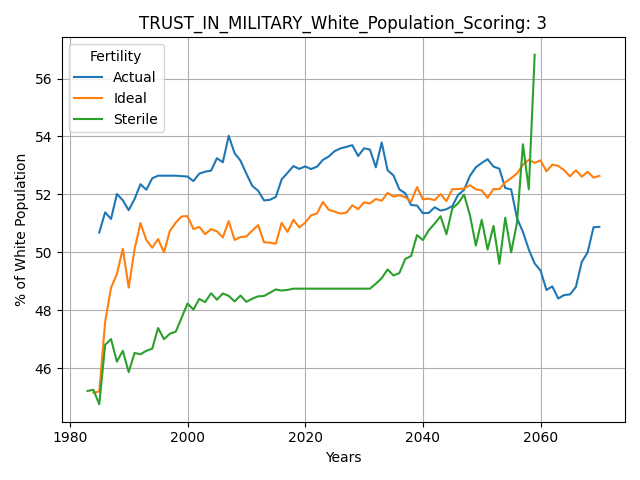 TRUST_IN_MILITARY_White_Population_Scoring: 3
Fertility
Actual
Ideal
Sterile
56
54
52
50
48
46
% of White Population
1980
2000
2020
2040
2060
Years